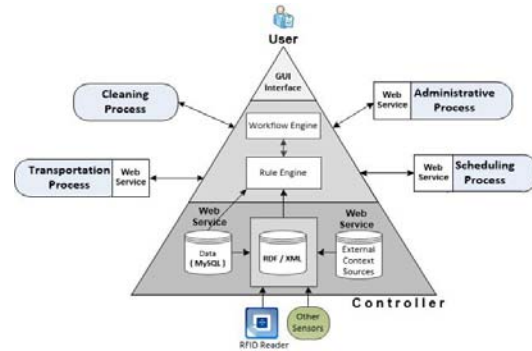 User
GUI
Interface
Cleaning
Process
Web
Service
Administrative
Process
Workflow Engine
Transportation
Process
Web
Service
Rule Engine
Web
Service
Scheduling
Process
Web
Service
Web
Service
Data
( MySQL )
RDF / XML
External
Context
Sources
Controller
RFID Reader
Other
Sensors